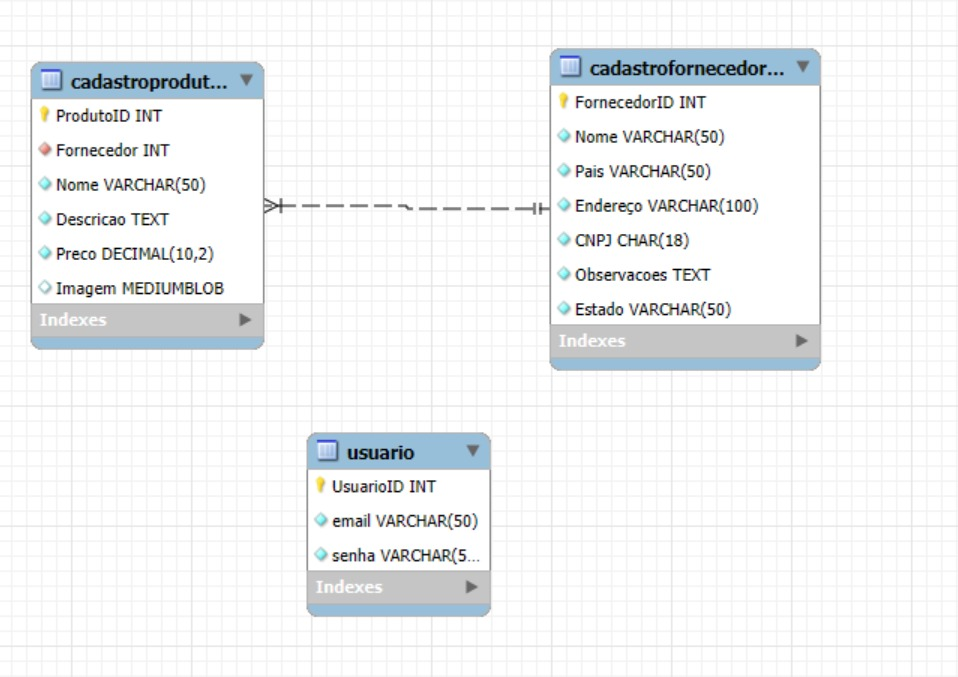 cadastroprodut...
ProdutoID INT
Fornecedor INT
Nome VARCHAR(50)
Descricao TEXT
Preco DECIMAL(10,2)
Imagem MEDIUMBLOB
Indexes
cadastrofornecedor...
FornecedorID INT
Nome VARCHAR(50)
Pais VARCHAR(50)
Endereço VARCHAR(100)
CNPJ CHAR(18)
Observacoes TEXT
Estado VARCHAR(50)
Indexes
usuario
UsuarioID INT
email VARCHAR(50)
senha VARCHAR(5...
Indexes